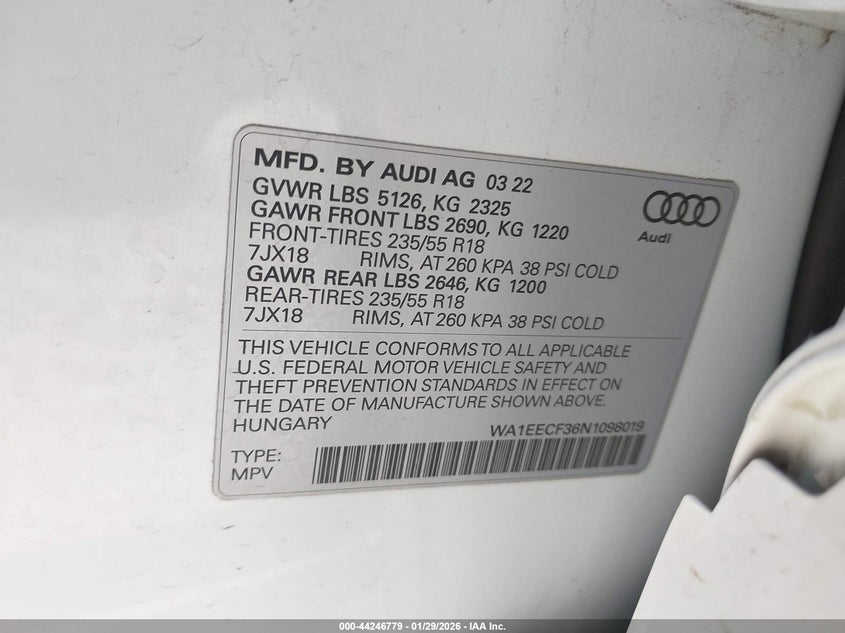 MFD. BY AUDI AG 03 22
GVWR LBS 5126, KG 2325
GAWR FRONT LBS 2690, KG 1220
FRONT-TIRES 235/55 R18
7JX18 RIMS, AT 260 KPA 38 PSI COLD
GAWR REAR LBS 2646, KG 1200
REAR-TIRES 235/55 R18
7JX18 RIMS, AT 260 KPA 38 PSI COLD
Audi
THIS VEHICLE CONFORMS TO ALL APPLICABLE
U.S. FEDERAL MOTOR VEHICLE SAFETY AND
THEFT PREVENTION STANDARDS IN EFFECT ON
THE DATE OF MANUFACTURE SHOWN ABOVE.
HUNGARY WA1EECF36N1098019
TYPE:
MPV
000-44246779 - 01/29/2026 - IAA Inc.